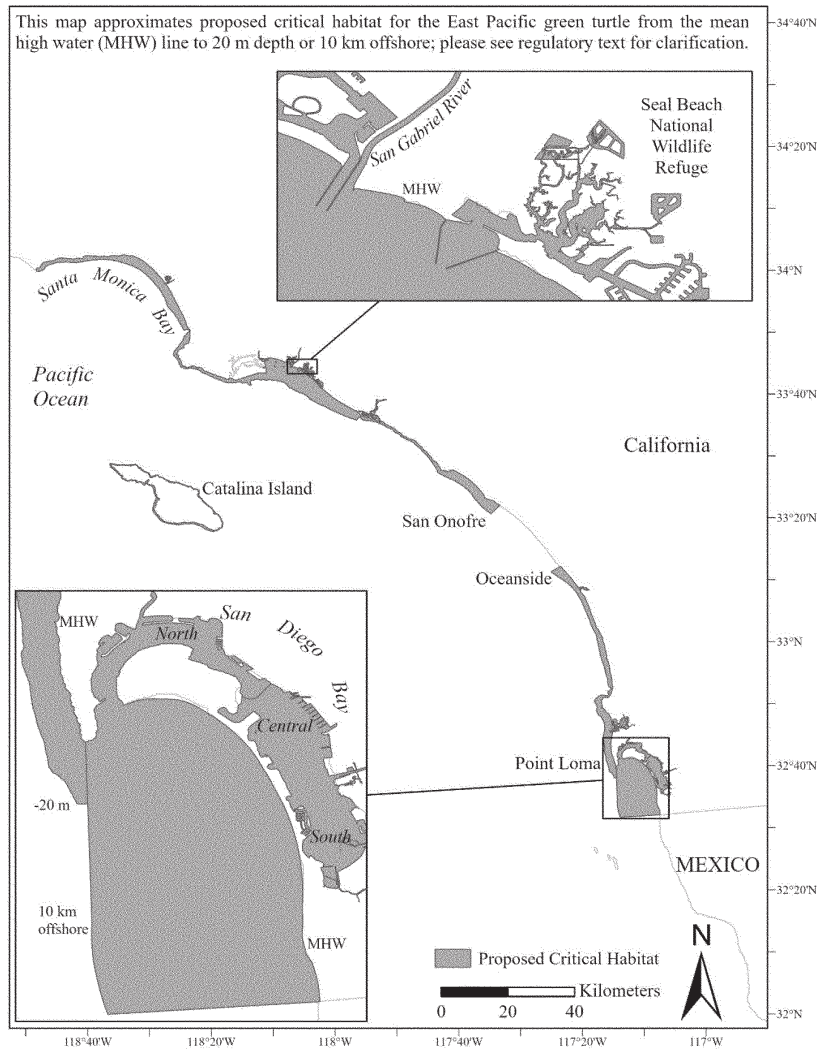 This map approximates proposed critical habitat for the East Pacific green turtle from the mean
high water (MHW) line to 20 m depth or 10 km offshore; please see regulatory text for clarification.
San Gabriel River
MHW
Seal Beach
National
Wildlife
Refuge
Santa Monica Bay
Pacific
Ocean
California
Catalina Island
San Onofre
Oceanside
Point Loma
MEXICO
MHW
San Diego Bay
North
Central
South
-20 m
10 km
offshore
MHW
N
Proposed Critical Habitat
Kilometers
0 20 40
34°40'N
34°20'N
34°N
33°40'N
33°20'N
33°N
32°40'N
32°20'N
32°N
118°40'W 118°20'W 118°W 117°40'W 117°20'W 117°W